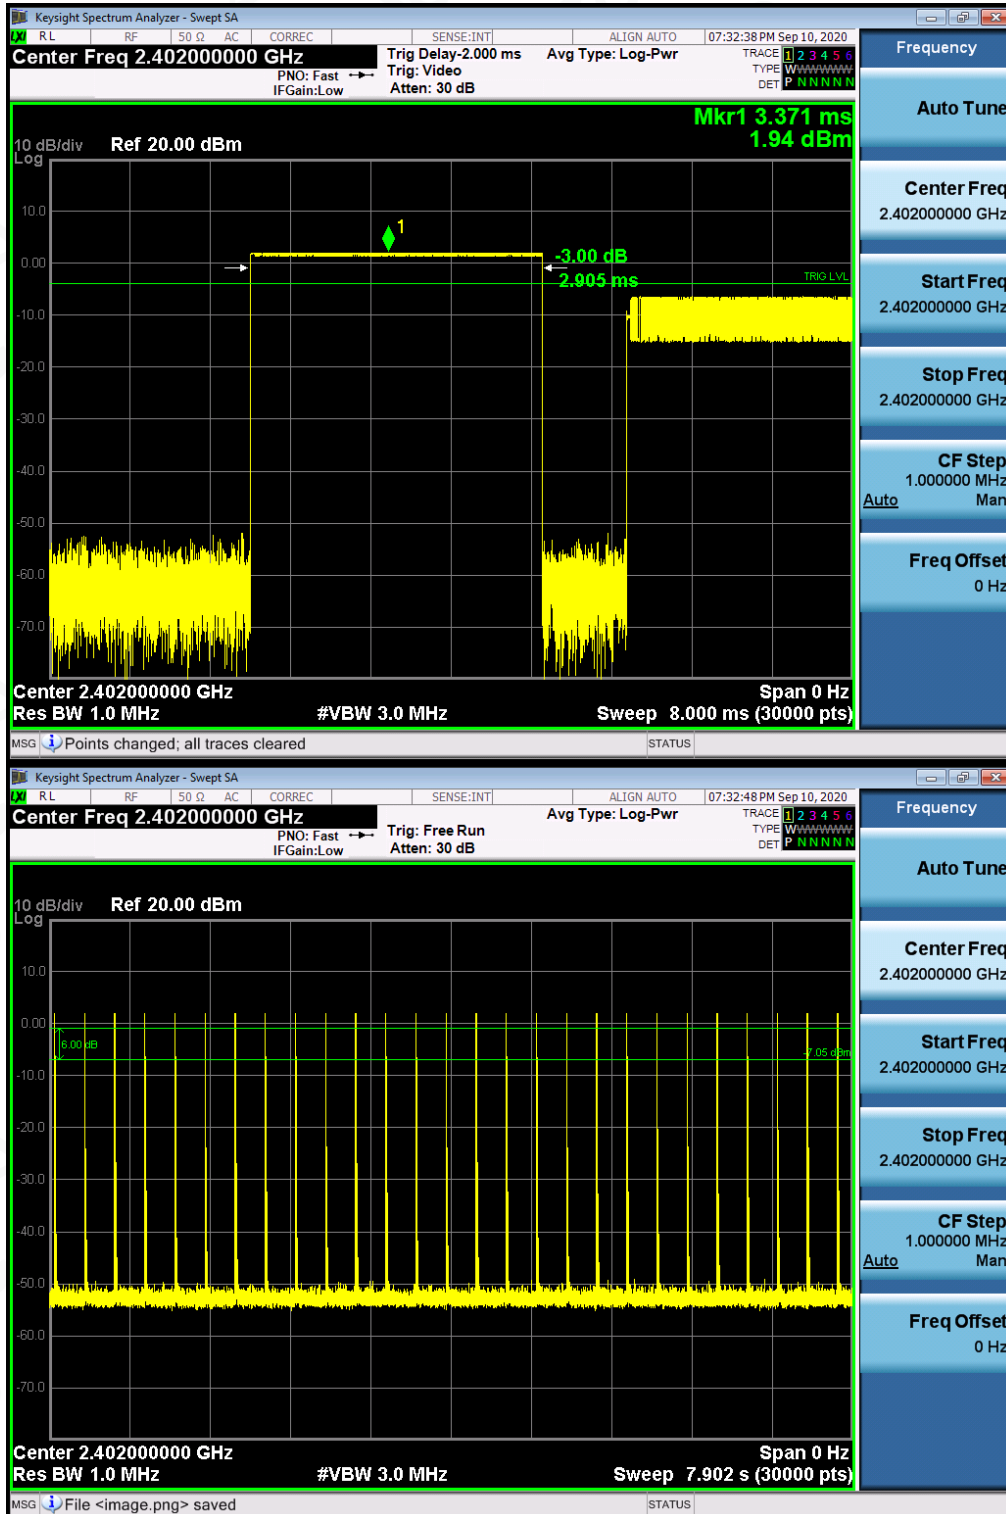 Keysight Spectrum Analyzer - Swept SA
LXI RL RF 50 Ω AC CORREC SENSE:INT ALIGN AUTO 07:32:38 PM Sep 10, 2020
Center Freq 2.402000000 GHz
PNO: Fast
IFGain:Low
Trig Delay-2.000 ms
Trig: Video
Atten: 30 dB
Avg Type: Log-Pwr
TRACE 1 2 3 4 5 6
TYPE WWWWWW
DET P N N N N N
Frequency
Mkr1 3.371 ms
1.94 dBm
10 dB/div Ref 20.00 dBm
Log
10.0
0.00
-10.0
-20.0
-30.0
-40.0
-50.0
-60.0
-70.0
1
-3.00 dB
2.905 ms
TRIG LVL
Center 2.402000000 GHz Span 0 Hz
Res BW 1.0 MHz #VBW 3.0 MHz Sweep 8.000 ms (30000 pts)
MSG Points changed; all traces cleared STATUS
Auto Tune
Center Freq
2.402000000 GHz
Start Freq
2.402000000 GHz
Stop Freq
2.402000000 GHz
CF Step
1.000000 MHz
Auto Man
Freq Offset
0 Hz
Keysight Spectrum Analyzer - Swept SA
LXI RL RF 50 Ω AC CORREC SENSE:INT ALIGN AUTO 07:32:48 PM Sep 10, 2020
Center Freq 2.402000000 GHz
PNO: Fast
IFGain:Low
Trig: Free Run
Atten: 30 dB
Avg Type: Log-Pwr
TRACE 1 2 3 4 5 6
TYPE WWWWWW
DET P N N N N N
Frequency
10 dB/div Ref 20.00 dBm
Log
10.0
0.00
-10.0
-20.0
-30.0
-40.0
-50.0
-60.0
-70.0
6.00 dB
-7.05 dBm
Center 2.402000000 GHz Span 0 Hz
Res BW 1.0 MHz #VBW 3.0 MHz Sweep 7.902 s (30000 pts)
MSG File <image.png> saved STATUS
Auto Tune
Center Freq
2.402000000 GHz
Start Freq
2.402000000 GHz
Stop Freq
2.402000000 GHz
CF Step
1.000000 MHz
Auto Man
Freq Offset
0 Hz